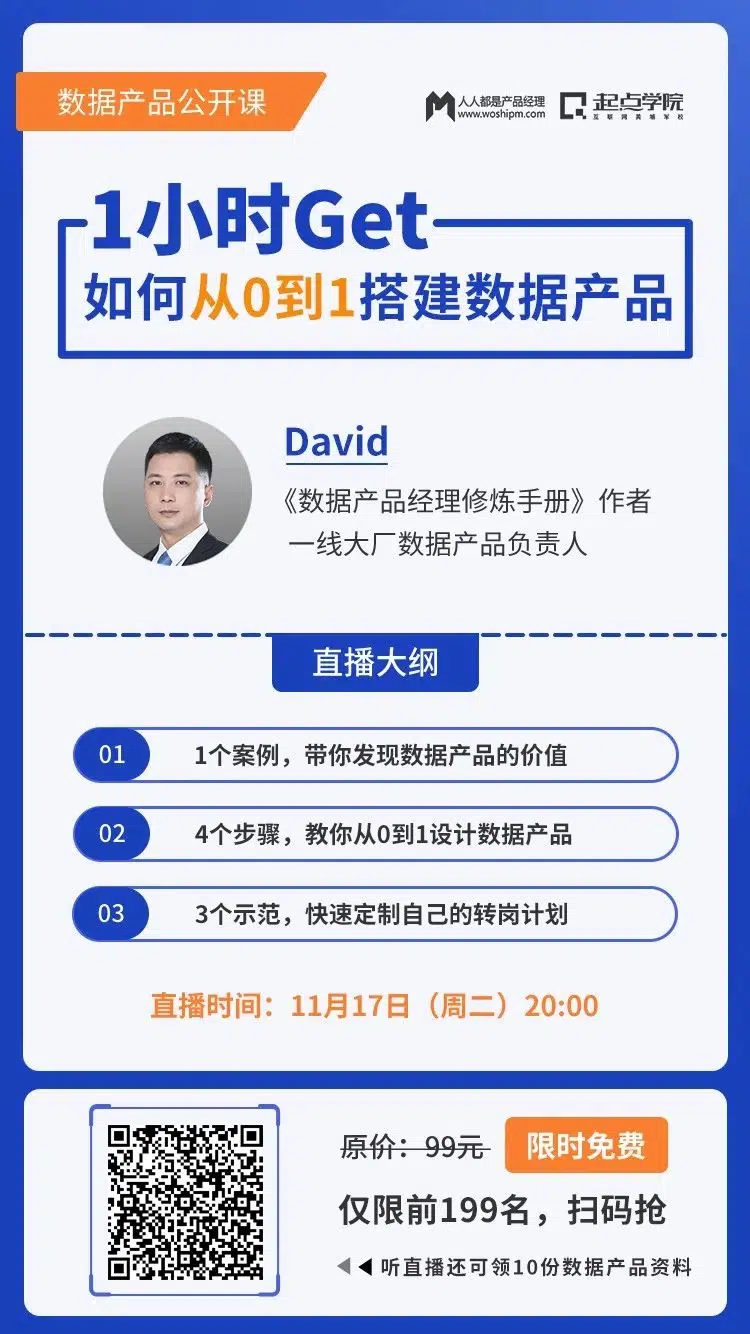 数据产品公开课
人人都是产品经理
www.woshipm.com
起点学院
互联网黄埔军校
1小时Get
如何从0到1搭建数据产品
David
《数据产品经理修炼手册》作者
一线大厂数据产品负责人
直播大纲
01 1个案例，带你发现数据产品的价值
02 4个步骤，教你从0到1设计数据产品
03 3个示范，快速定制自己的转岗计划
直播时间：11月17日（周二）20:00
原价：99元 限时免费
仅限前199名，扫码抢
听直播还可领10份数据产品资料